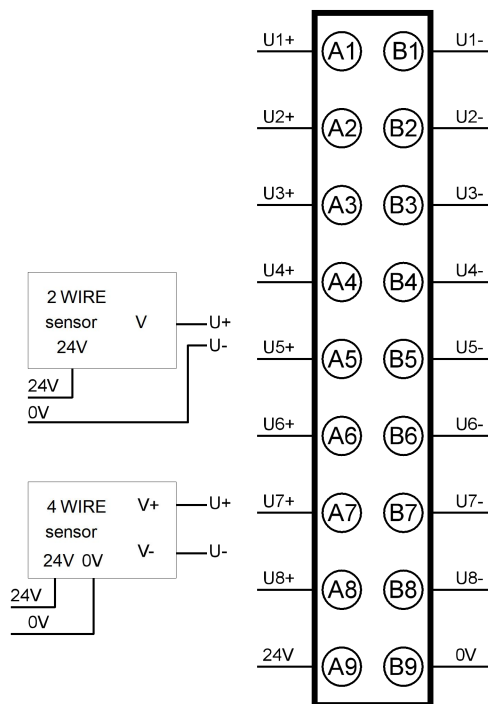 U1+ A1 B1 U1-
U2+ A2 B2 U2-
U3+ A3 B3 U3-
U4+ A4 B4 U4-
U5+ A5 B5 U5-
U6+ A6 B6 U6-
U7+ A7 B7 U7-
U8+ A8 B8 U8-
24V A9 B9 0V
2 WIRE
sensor V U+
24V U-
24V
0V
4 WIRE V+ U+
sensor
V- U-
24V 0V
24V
0V